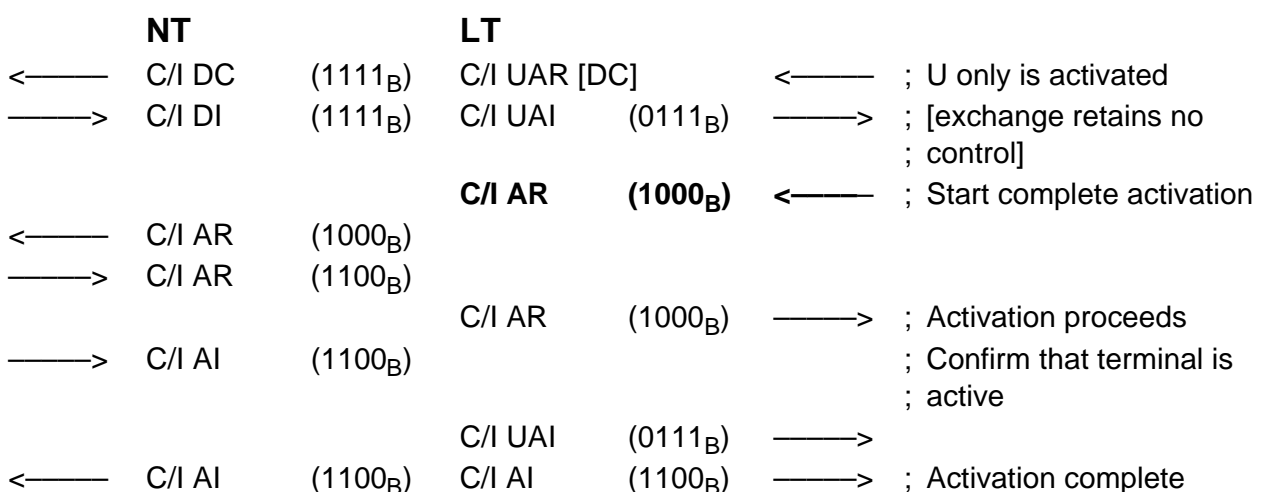 NT LT
<––––– C/I DC (1111B) C/I UAR [DC] <––––– ; U only is activated
–––––> C/I DI (1111B) C/I UAI (0111B) –––––> ; [exchange retains no
; control]
C/I AR (1000B) <––––– ; Start complete activation
<––––– C/I AR (1000B)
–––––> C/I AR (1100B)
C/I AR (1000B) –––––> ; Activation proceeds
–––––> C/I AI (1100B) ; Confirm that terminal is
; active
C/I UAI (0111B) –––––>
<––––– C/I AI (1100B) C/I AI (1100B) –––––> ; Activation complete